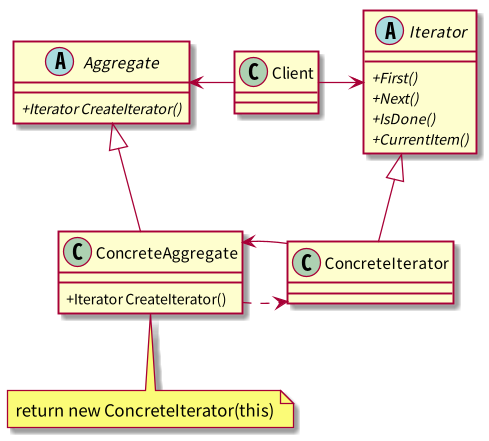 A Aggregate
+Iterator CreateIterator()
C Client
A Iterator
+First()
+Next()
+IsDone()
+CurrentItem()
C ConcreteAggregate
+Iterator CreateIterator()
C ConcreteIterator
return new ConcreteIterator(this)